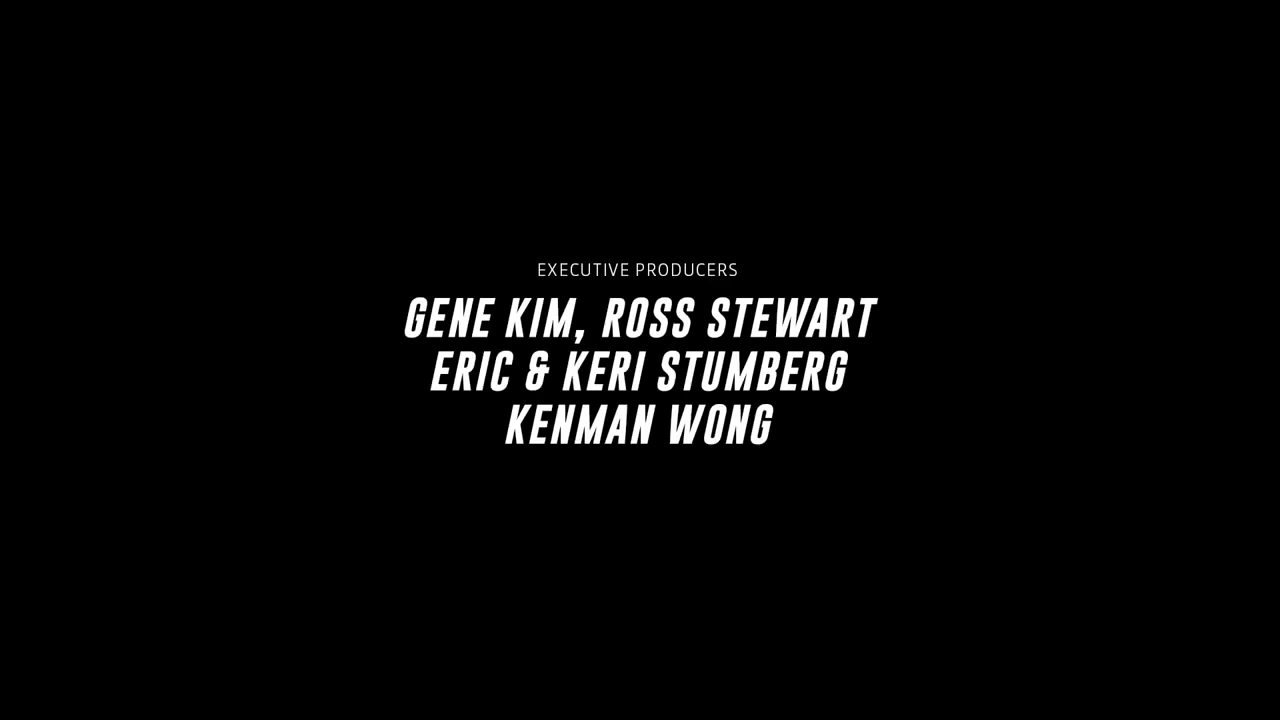 EXECUTIVE PRODUCERS
GENE KIM, ROSS STEWART
ERIC & KERI STUMBERG
KENMAN WONG